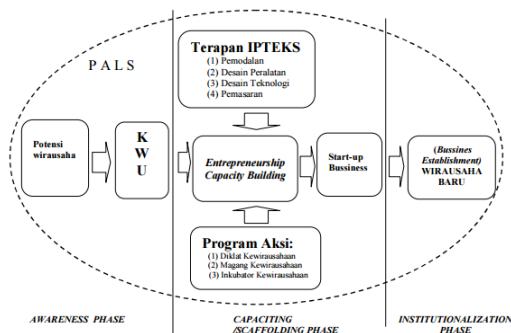 Terapan IPTEKS
(1) Pemodalan
(2) Desain Peralatan
(3) Desain Teknologi
(4) Pemasaran
P A L S
Potensi
wirausaha
K
W
U
Entrepreneurship
Capacity Building
Start-up
Bussiness
(Bussines
Establishment)
WIRAUSAHA
BARU
Program Aksi:
(1) Diklat Kewirausahaan
(2) Magang Kewirausahaan
(3) Inkubator Kewirausahaan
AWARENESS PHASE
CAPACITING
/SCAFFOLDING PHASE
INSTITUTIONALIZATION
PHASE